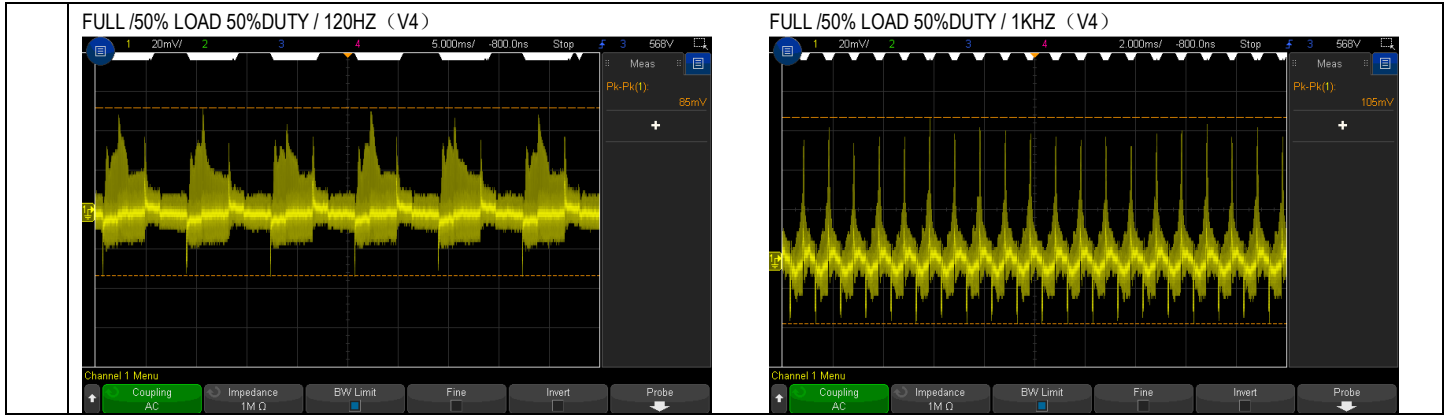 FULL /50% LOAD 50%DUTY / 120HZ（V4）
1 20mV/ 2 3 4 5.000ms/ -800.0ns Stop 3 568V
Meas
Pk-Pk(1):
85mV
+
Channel 1 Menu
Coupling
AC
Impedance
1M Ω
BW Limit
Fine
Invert
Probe
FULL /50% LOAD 50%DUTY / 1KHZ（V4）
1 20mV/ 2 3 4 2.000ms/ -800.0ns Stop 3 568V
Meas
Pk-Pk(1):
105mV
+
Channel 1 Menu
Coupling
AC
Impedance
1M Ω
BW Limit
Fine
Invert
Probe